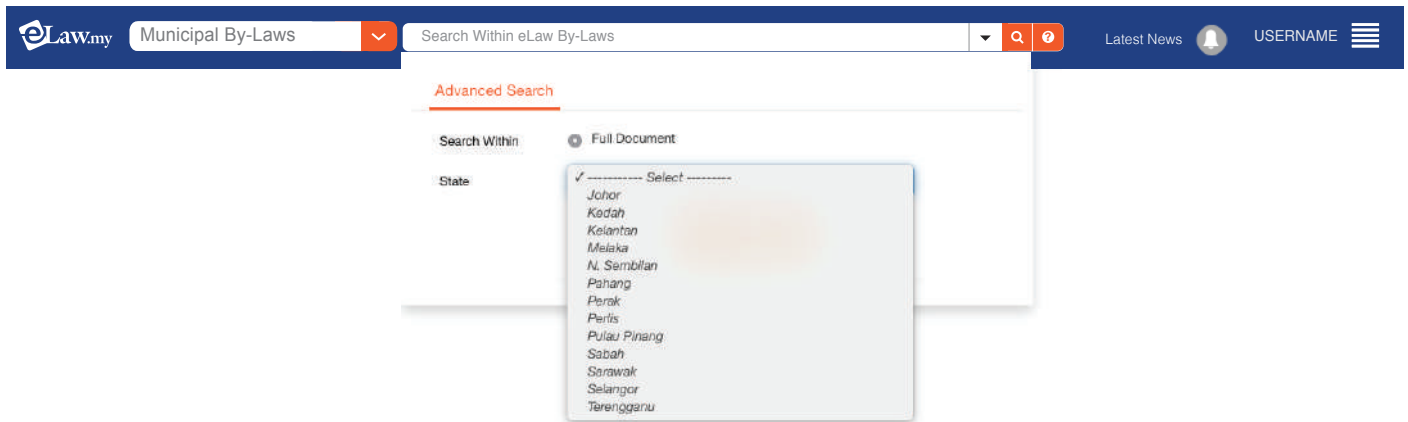 eLaw.my Municipal By-Laws Search Within eLaw By-Laws Latest News USERNAME
Advanced Search
Search Within Full Document
State
✓ ----------- Select ---------
Johor
Kedah
Kelantan
Melaka
N. Sembilan
Pahang
Perak
Perlis
Pulau Pinang
Sabah
Sarawak
Selangor
Terengganu